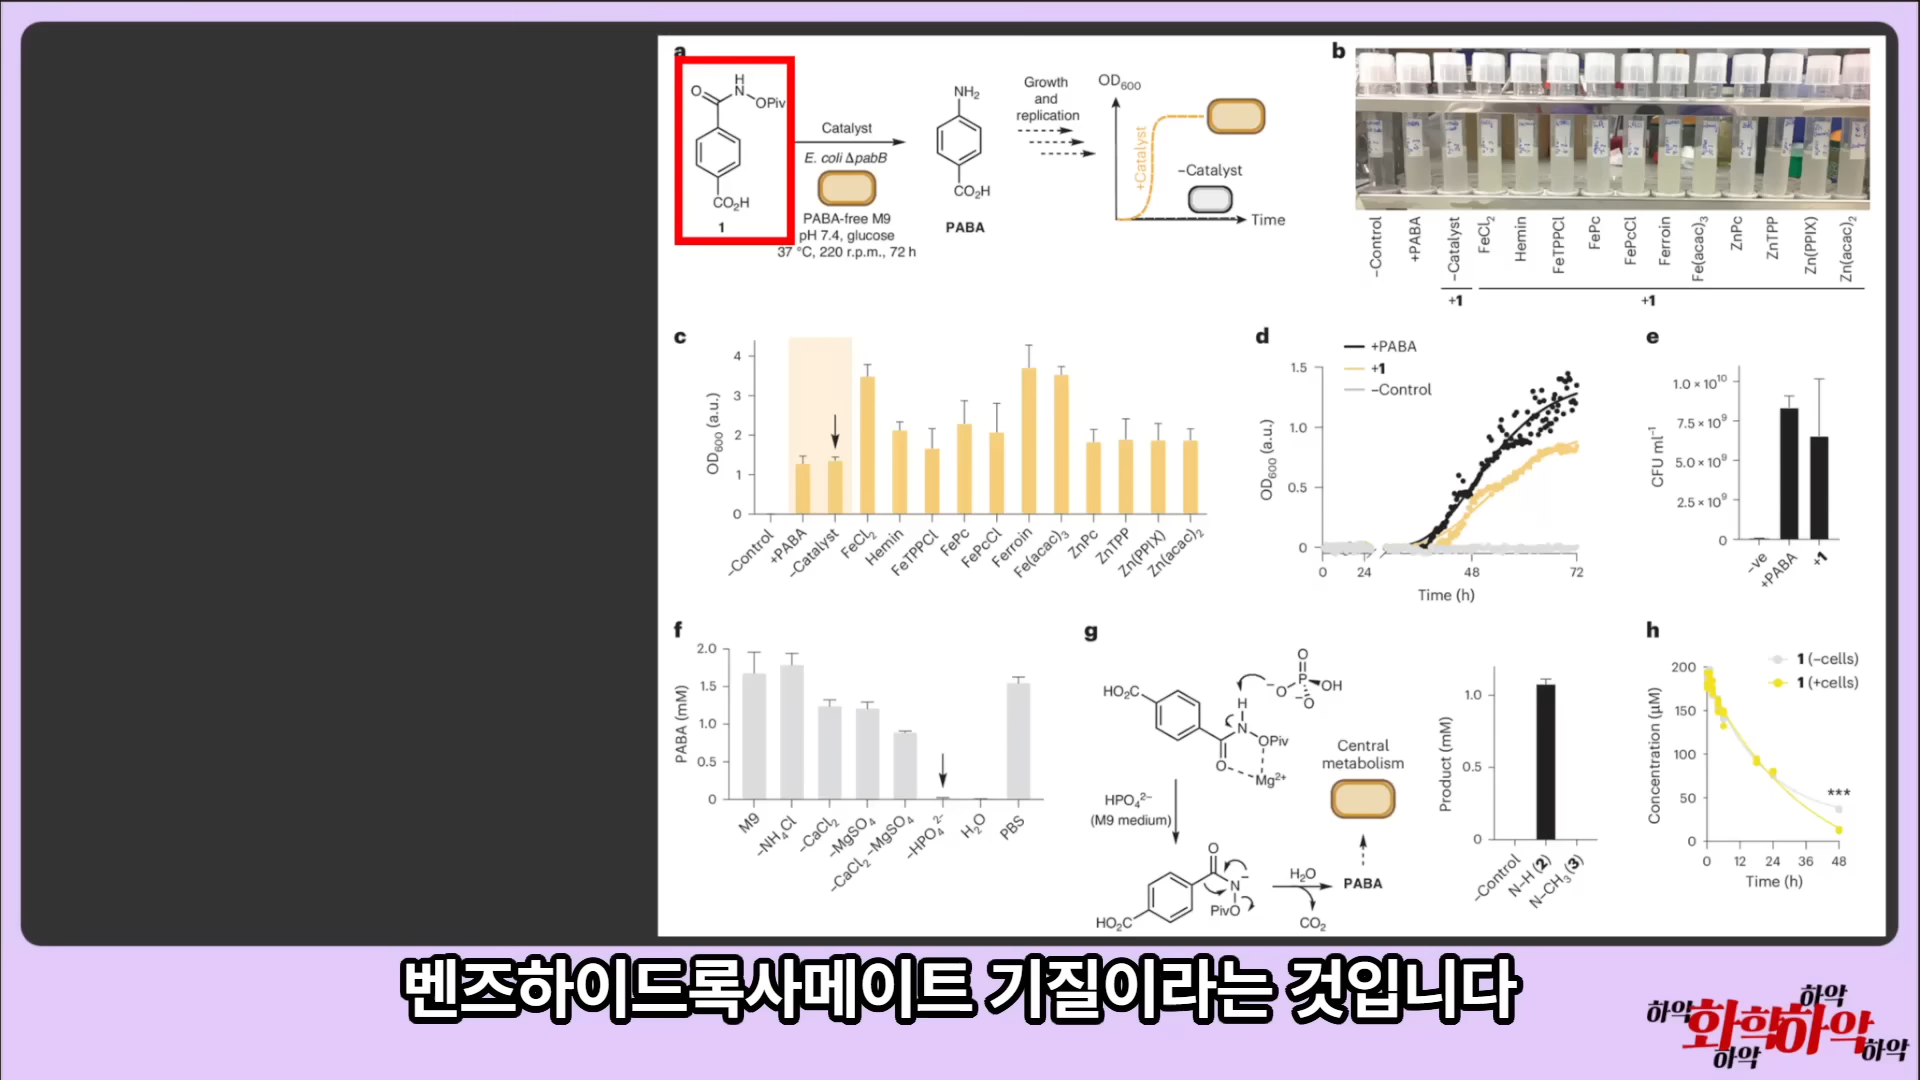 a
O
H
N
OPiv
CO2H
1
Catalyst
E. coli ΔpabB
PABA-free M9
pH 7.4, glucose
37 °C, 220 r.p.m., 72 h
NH2
CO2H
PABA
Growth
and
replication
OD600
+Catalyst
–Catalyst
Time
b
–Control
+PABA
–Catalyst
FeCl2
Hemin
FeTPPCl
FePc
FePcCl
Ferroin
Fe(acac)3
ZnPc
ZnTPP
Zn(PPIX)
Zn(acac)2
+1
+1
c
OD600 (a.u.)
4
3
2
1
0
–Control
+PABA
–Catalyst
FeCl2
Hemin
FeTPPCl
FePc
FePcCl
Ferroin
Fe(acac)3
ZnPc
ZnTPP
Zn(PPIX)
Zn(acac)2
d
+PABA
+1
–Control
OD600 (a.u.)
1.5
1.0
0.5
0
0
24
48
72
Time (h)
e
CFU ml–1
1.0 × 10^10
7.5 × 10^9
5.0 × 10^9
2.5 × 10^9
0
–ve
+PABA
+1
f
PABA (mM)
2.0
1.5
1.0
0.5
0
M9
–NH4Cl
–CaCl2
–MgSO4
–CaCl2 –MgSO4
–HPO4 2–
H2O
PBS
g
HO2C
H
N
OPiv
O
Mg2+
O
–O
P
OH
O
–
HPO4 2–
(M9 medium)
HO2C
O
N–
PivO
H2O
CO2
PABA
Central
metabolism
Product (mM)
1.0
0.5
0
–Control
N–H (2)
N–CH3 (3)
h
1 (–cells)
1 (+cells)
Concentration (μM)
200
150
100
50
0
***
0
12
24
36
48
Time (h)
벤즈하이드록사메이트 기질이라는 것입니다
하악
하악
화학하악
하악
하악